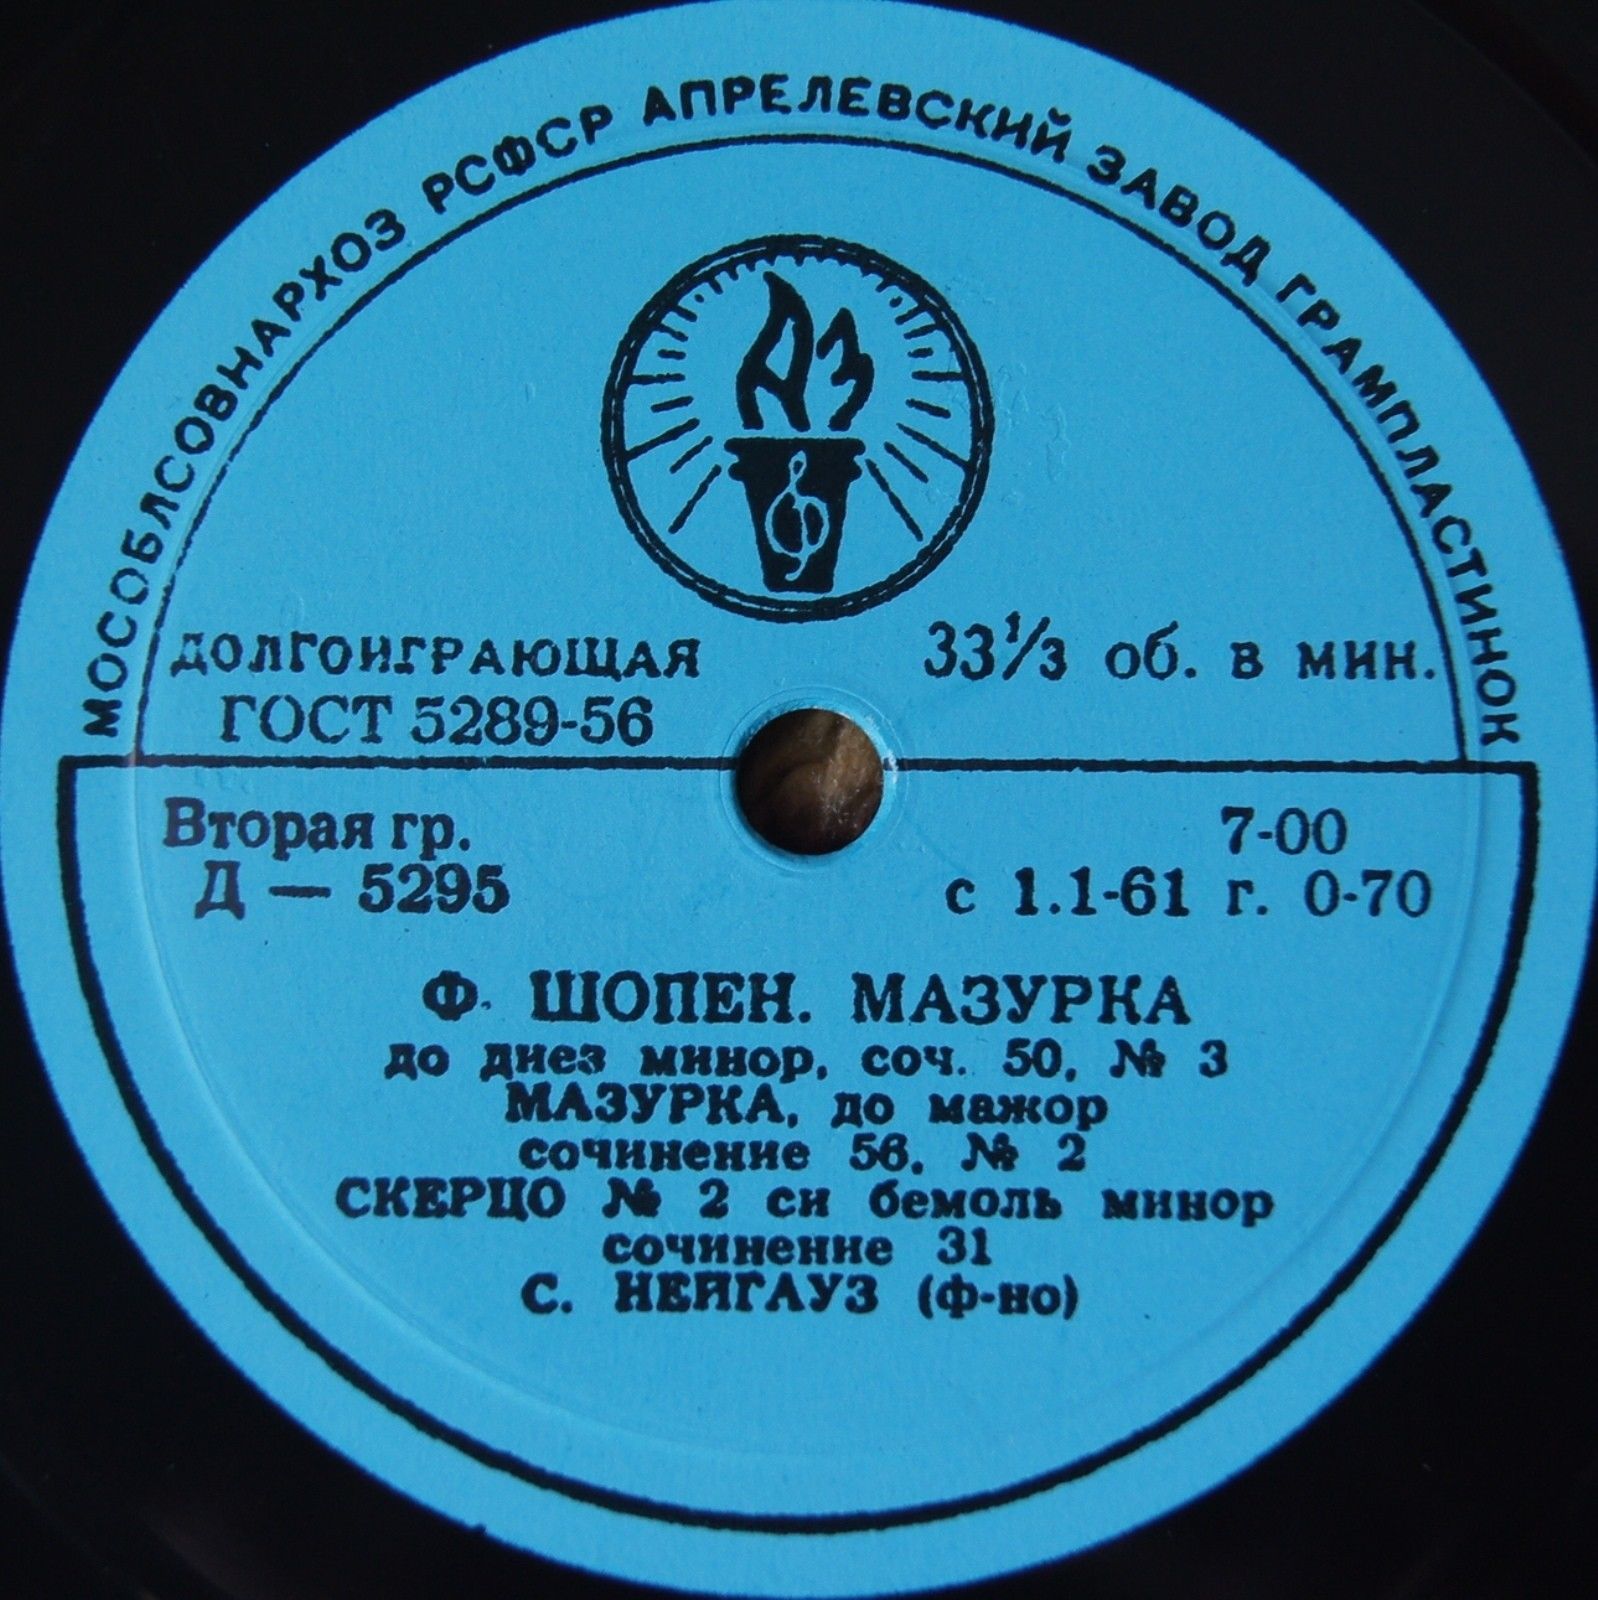 МОСОБЛСОВНАРХОЗ РСФСР АПРЕЛЕВСКИЙ ЗАВОД ГРАМПЛАСТИНОК
АЗ
ДОЛГОИГРАЮЩАЯ 33⅓ об. в мин.
ГОСТ 5289-56
Вторая гр. 7-00
Д — 5295 с 1.1-61 г. 0-70
Ф. ШОПЕН. МАЗУРКА
до диез минор, соч. 50, № 3
МАЗУРКА, до мажор
сочинение 56, № 2
СКЕРЦО № 2 си бемоль минор
сочинение 31
С. НЕЙГАУЗ (ф-но)